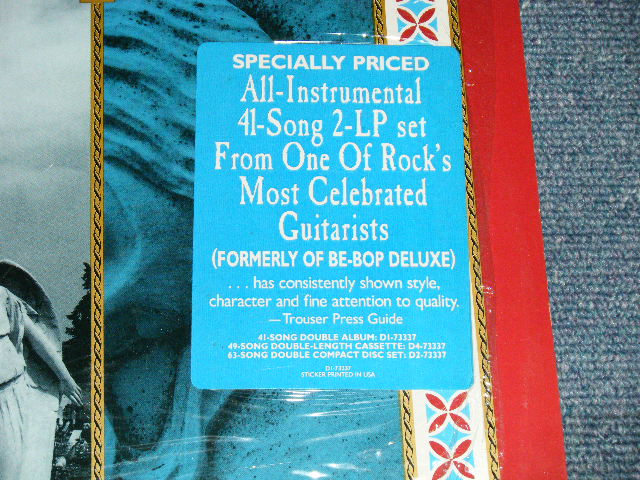 SPECIALLY PRICED
All-Instrumental
41-Song 2-LP set
From One Of Rock's
Most Celebrated
Guitarists
(FORMERLY OF BE-BOP DELUXE)
. . . has consistently shown style,
character and fine attention to quality.
—Trouser Press Guide
41-SONG DOUBLE ALBUM: D1-73337
49-SONG DOUBLE-LENGTH CASSETTE: D4-73337
63-SONG DOUBLE COMPACT DISC SET: D2-73337
D1-73337
STICKER PRINTED IN USA